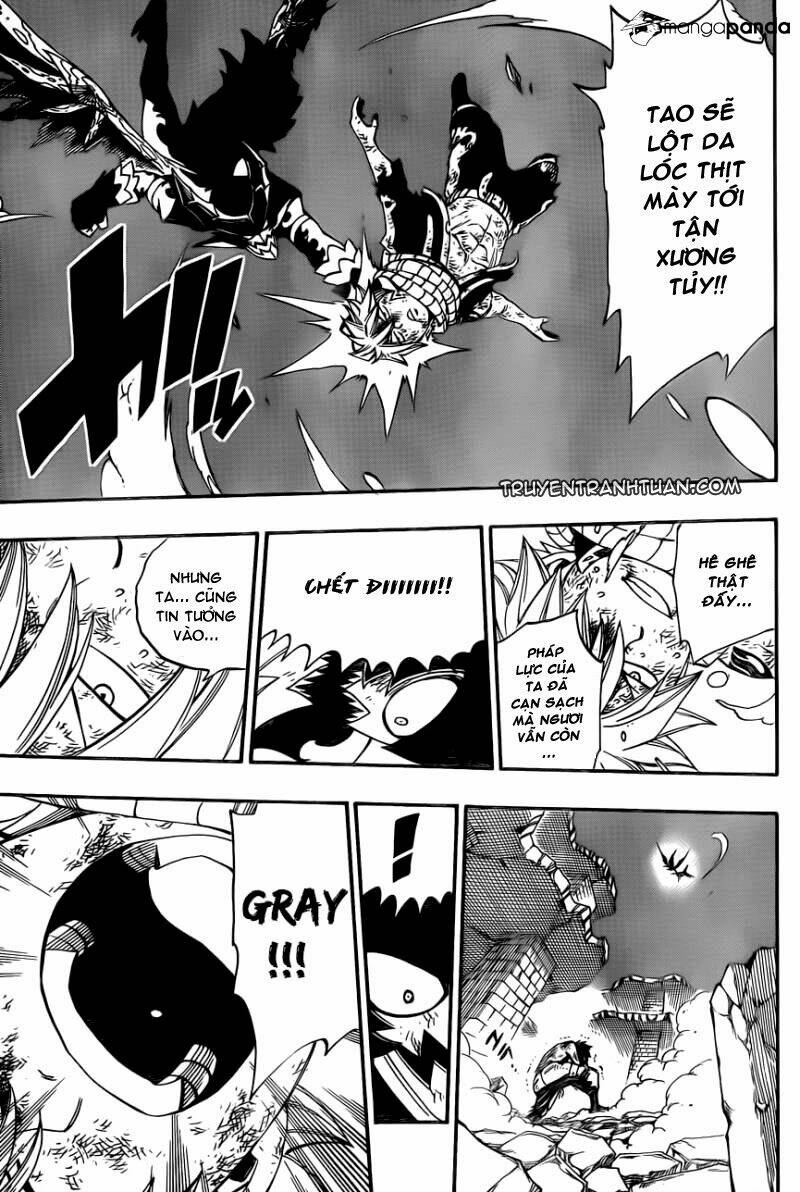 mangapanda
TAO SẼ
LỘT DA
LÓC THỊT
MÀY TỚI
TẬN
XƯƠNG
TỦY!!
TRUYENTRANHTUAN.COM
HÊ GHÊ
THẬT
ĐẤY...
PHÁP
LỰC CỦA
TA ĐÃ
CẠN SẠCH
MÀ NGƯƠI
VẪN CÒN
...
CHẾT ĐIIIIIIII!!
NHƯNG
TA... CŨNG
TIN TƯỞNG
VÀO...
!
GRAY
!!!